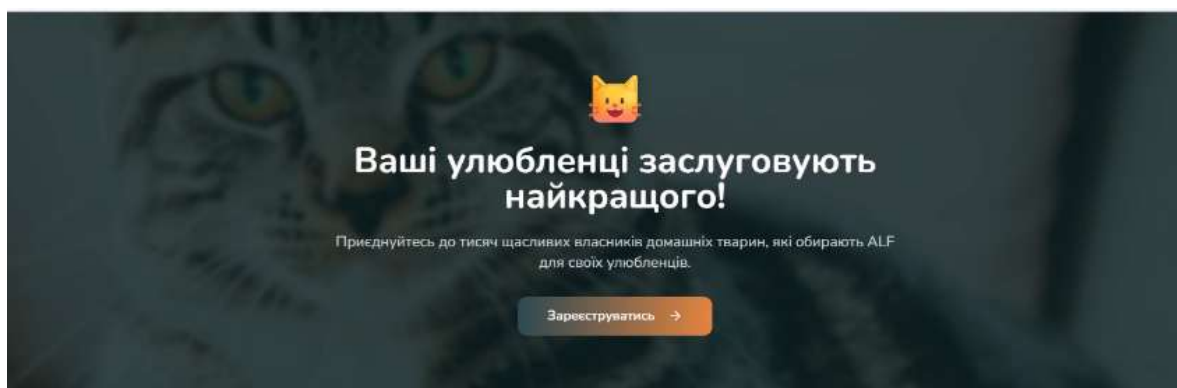 Ваші улюбленці заслуговують
найкращого!
Приєднуйтесь до тисяч щасливих власників домашніх тварин, які обирають ALF
для своїх улюбленців.
Зареєструватись →